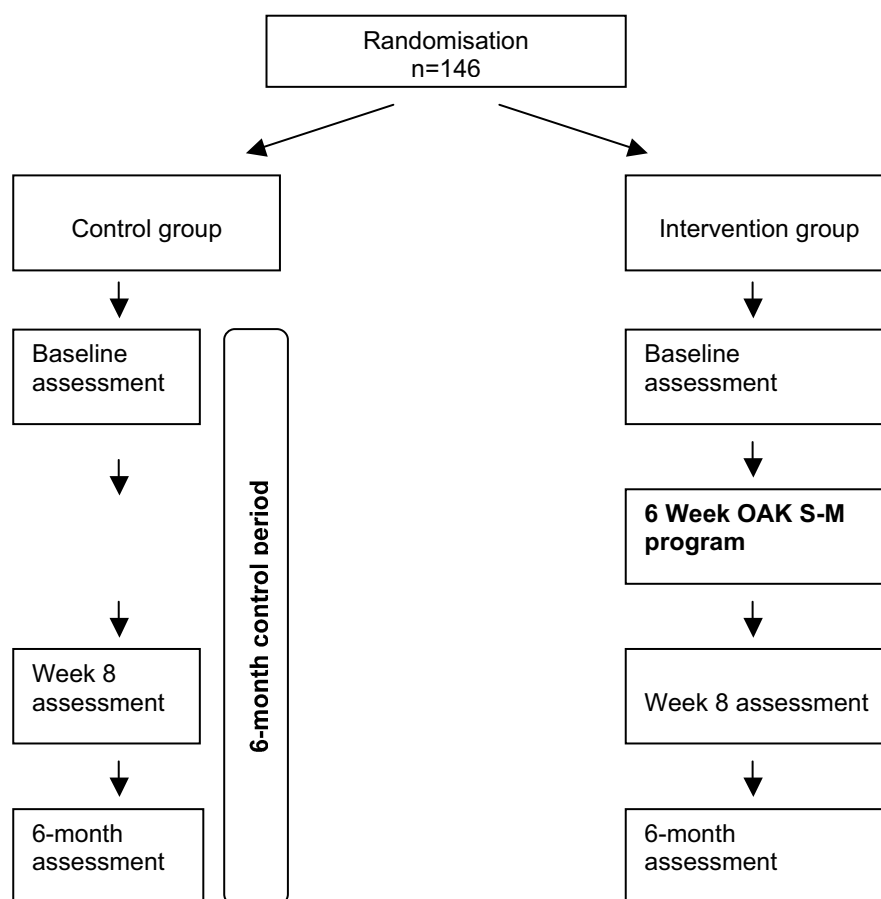 Randomisation
n=146
Control group
Intervention group
Baseline
assessment
Baseline
assessment
6-month control period
6 Week OAK S-M
program
Week 8
assessment
Week 8 assessment
6-month
assessment
6-month
assessment